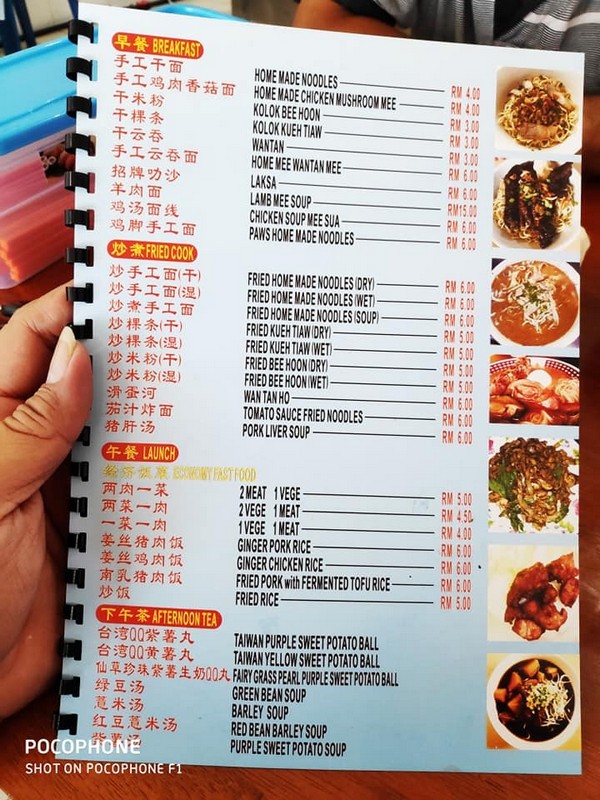 早餐 BREAKFAST
手工干面 HOME MADE NOODLES RM 4.00
手工鸡肉香菇面 HOME MADE CHICKEN MUSHROOM MEE RM 4.00
干米粉 KOLOK BEE HOON RM 3.00
干粿条 KOLOK KUEH TIAW RM 3.00
干云吞 WANTAN RM 3.00
手工云吞面 HOME MEE WANTAN MEE RM 6.00
招牌叻沙 LAKSA RM 6.00
羊肉面 LAMB MEE SOUP RM15.00
鸡汤面线 CHICKEN SOUP MEE SUA RM 6.00
鸡脚手工面 PAWS HOME MADE NOODLES RM 6.00
炒煮 FRIED COOK
炒手工面(干) FRIED HOME MADE NOODLES (DRY) RM 6.00
炒手工面(湿) FRIED HOME MADE NOODLES (WET) RM 6.00
炒煮手工面 FRIED HOME MADE NOODLES (SOUP) RM 6.00
炒粿条(干) FRIED KUEH TIAW (DRY) RM 5.00
炒粿条(湿) FRIED KUEH TIAW (WET) RM 5.00
炒米粉(干) FRIED BEE HOON (DRY) RM 5.00
炒米粉(湿) FRIED BEE HOON (WET) RM 5.00
滑蛋河 WAN TAN HO RM 6.00
茄汁炸面 TOMATO SAUCE FRIED NOODLES RM 6.00
猪肝汤 PORK LIVER SOUP RM 6.00
午餐 LAUNCH
经济饭菜 ECONOMY FAST FOOD
两肉一菜 2 MEAT 1 VEGE RM 5.00
两菜一肉 2 VEGE 1 MEAT RM 4.50
一菜一肉 1 VEGE 1 MEAT RM 4.00
姜丝猪肉饭 GINGER PORK RICE RM 6.00
姜丝鸡肉饭 GINGER CHICKEN RICE RM 6.00
南乳猪肉饭 FRIED PORK with FERMENTED TOFU RICE RM 6.00
炒饭 FRIED RICE RM 5.00
下午茶 AFTERNOON TEA
台湾QQ紫薯丸 TAIWAN PURPLE SWEET POTATO BALL
台湾QQ黄薯丸 TAIWAN YELLOW SWEET POTATO BALL
仙草珍珠紫薯生奶QQ丸 FAIRY GRASS PEARL PURPLE SWEET POTATO BALL
绿豆汤 GREEN BEAN SOUP
薏米汤 BARLEY SOUP
红豆薏米汤 RED BEAN BARLEY SOUP
紫薯汤 PURPLE SWEET POTATO SOUP
POCOPHONE
SHOT ON POCOPHONE F1